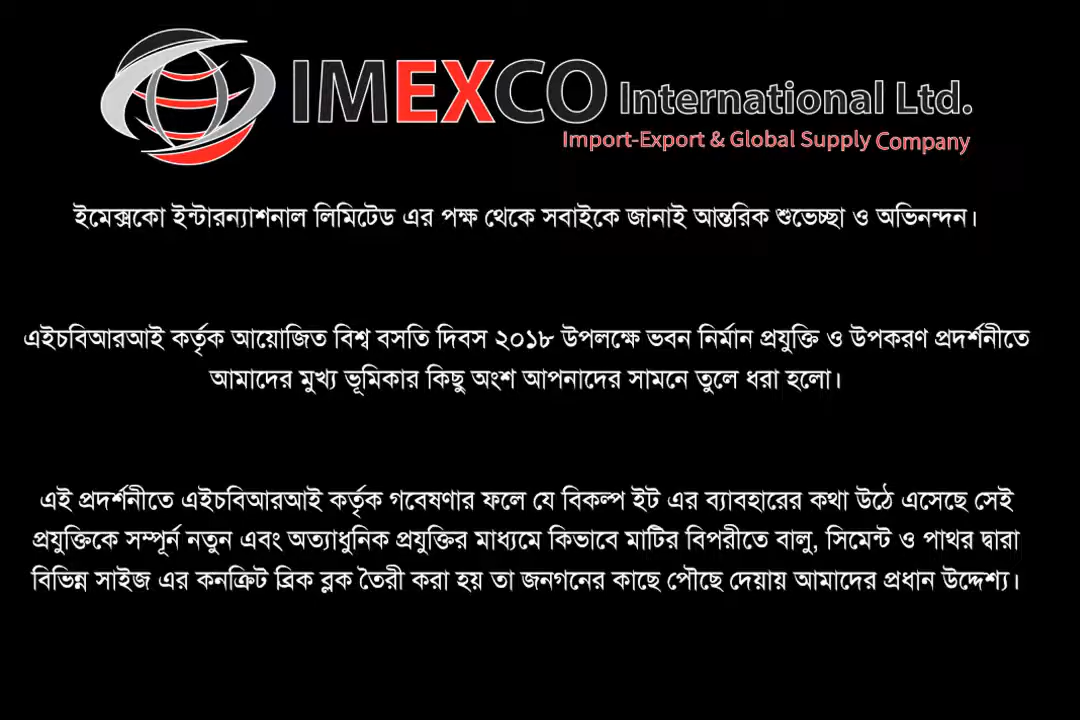 IMEXCO International Ltd.
Import-Export & Global Supply Company
ইমেক্সকো ইন্টারন্যাশনাল লিমিটেড এর পক্ষ থেকে সবাইকে জানাই আন্তরিক শুভেচ্ছা ও অভিনন্দন।
এইচবিআরআই কর্তৃক আয়োজিত বিশ্ব বসতি দিবস ২০১৮ উপলক্ষে ভবন নির্মান প্রযুক্তি ও উপকরণ প্রদর্শনীতে
আমাদের মুখ্য ভূমিকার কিছু অংশ আপনাদের সামনে তুলে ধরা হলো।
এই প্রদর্শনীতে এইচবিআরআই কর্তৃক গবেষণার ফলে যে বিকল্প ইট এর ব্যাবহারের কথা উঠে এসেছে সেই
প্রযুক্তিকে সম্পূর্ন নতুন এবং অত্যাধুনিক প্রযুক্তির মাধ্যমে কিভাবে মাটির বিপরীতে বালু, সিমেন্ট ও পাথর দ্বারা
বিভিন্ন সাইজ এর কনক্রিট ব্রিক ব্লক তৈরী করা হয় তা জনগনের কাছে পৌছে দেয়ায় আমাদের প্রধান উদ্দেশ্য।